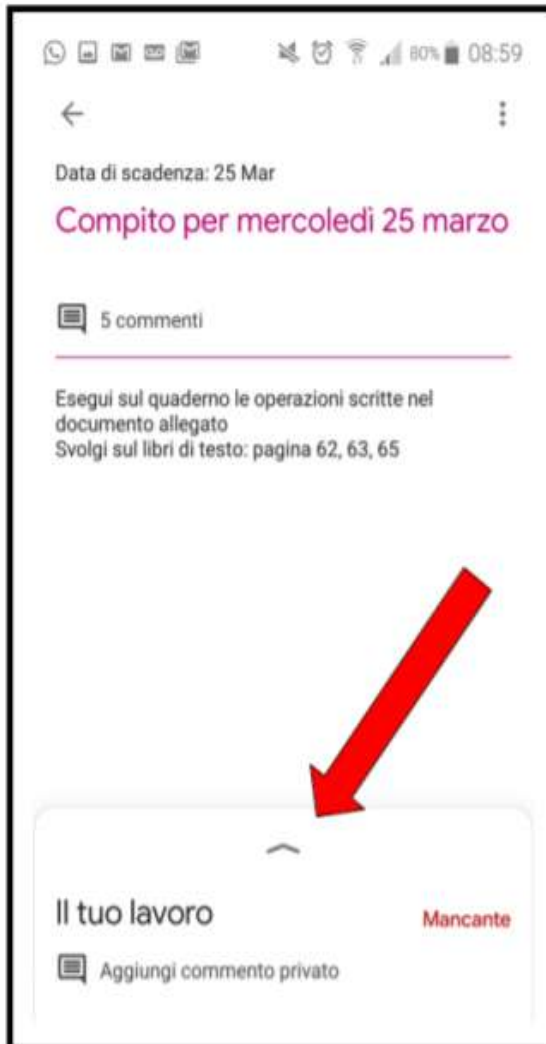 80% 08:59
Data di scadenza: 25 Mar
Compito per mercoledì 25 marzo
5 commenti
Esegui sul quaderno le operazioni scritte nel
documento allegato
Svolgi sul libri di testo: pagina 62, 63, 65
Il tuo lavoro
Mancante
Aggiungi commento privato